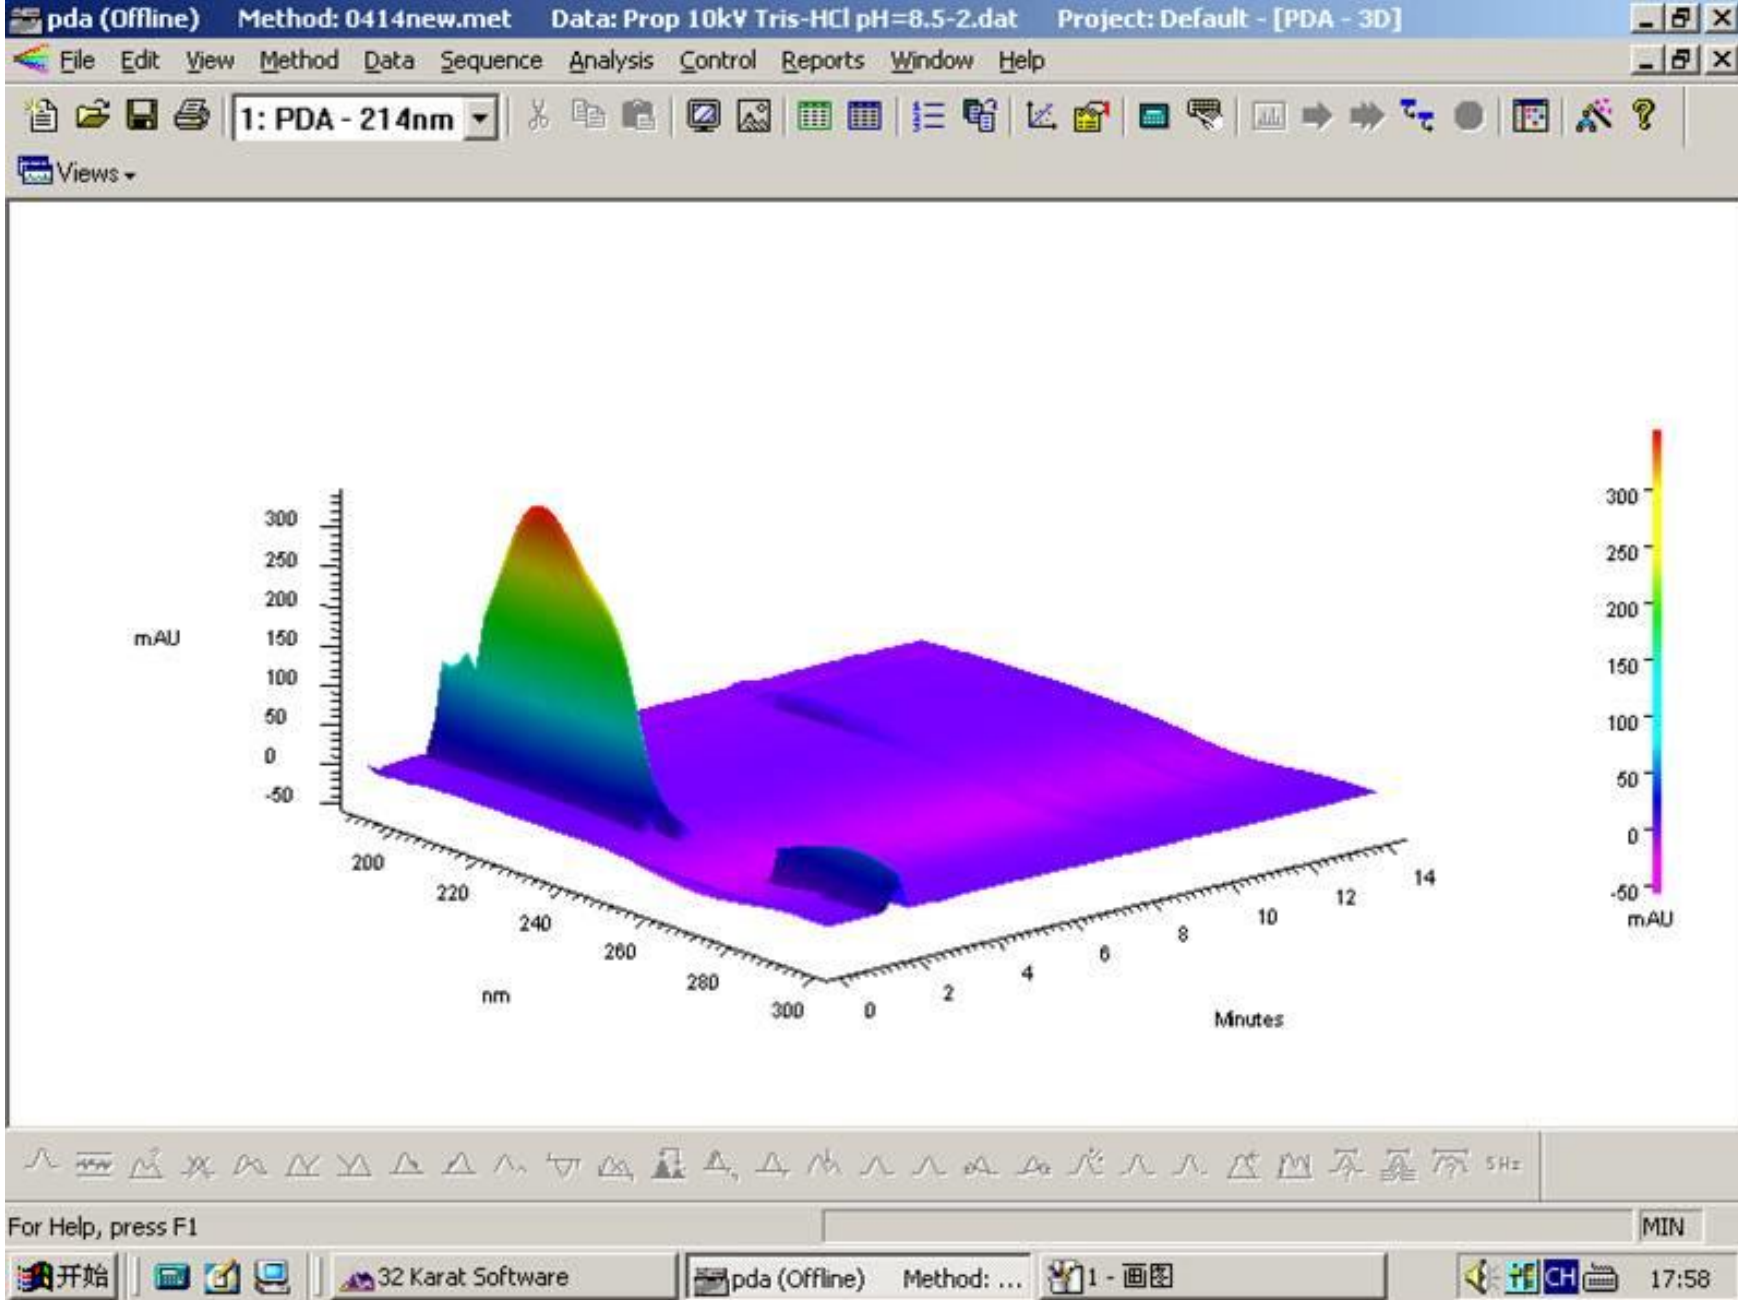 pda (Offline) Method: 0414new.met Data: Prop 10kV Tris-HCl pH=8.5-2.dat Project: Default - [PDA - 3D]
File Edit View Method Data Sequence Analysis Control Reports Window Help
1: PDA - 214nm
Views
300
250
200
150
100
50
0
-50
mAU
200
220
240
260
280
300
nm
0
2
4
6
8
10
12
14
Minutes
300
250
200
150
100
50
0
-50
mAU
5Hz
For Help, press F1
MIN
开始
32 Karat Software
pda (Offline) Method: ...
1 - 画图
CH
17:58